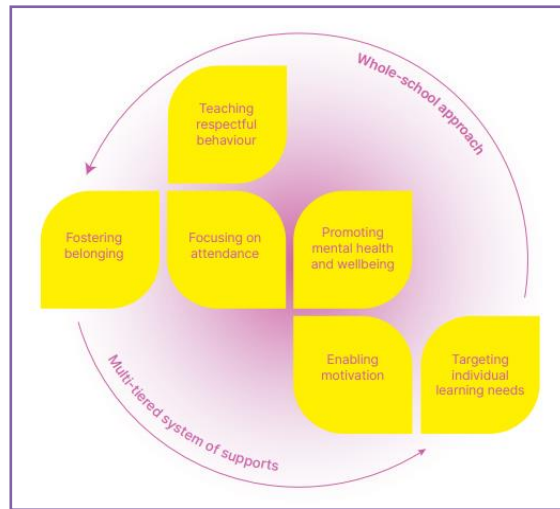 Whole-school approach
Teaching
respectful
behaviour
Fostering
belonging
Focusing on
attendance
Promoting
mental health
and wellbeing
Enabling
motivation
Targeting
individual
learning needs
Multi-tiered system of supports